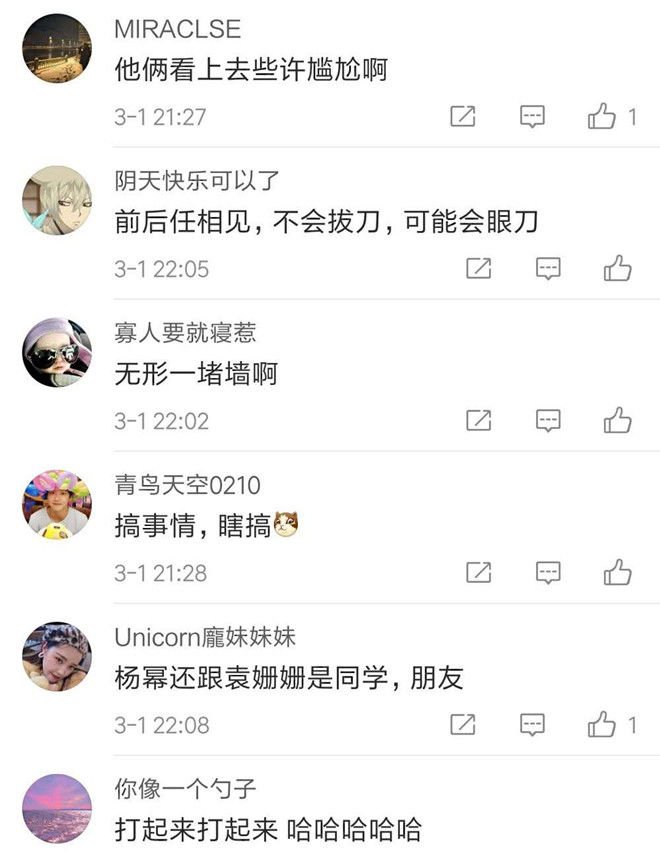 MIRACLSE
他俩看上去些许尴尬啊
3-1 21:27
1
阴天快乐可以了
前后任相见，不会拔刀，可能会眼刀
3-1 22:05
寡人要就寝惹
无形一堵墙啊
3-1 22:02
青鸟天空0210
搞事情，瞎搞
3-1 21:28
Unicorn龐妹妹妹
杨幂还跟袁姗姗是同学，朋友
3-1 22:08
1
你像一个勺子
打起来打起来 哈哈哈哈哈